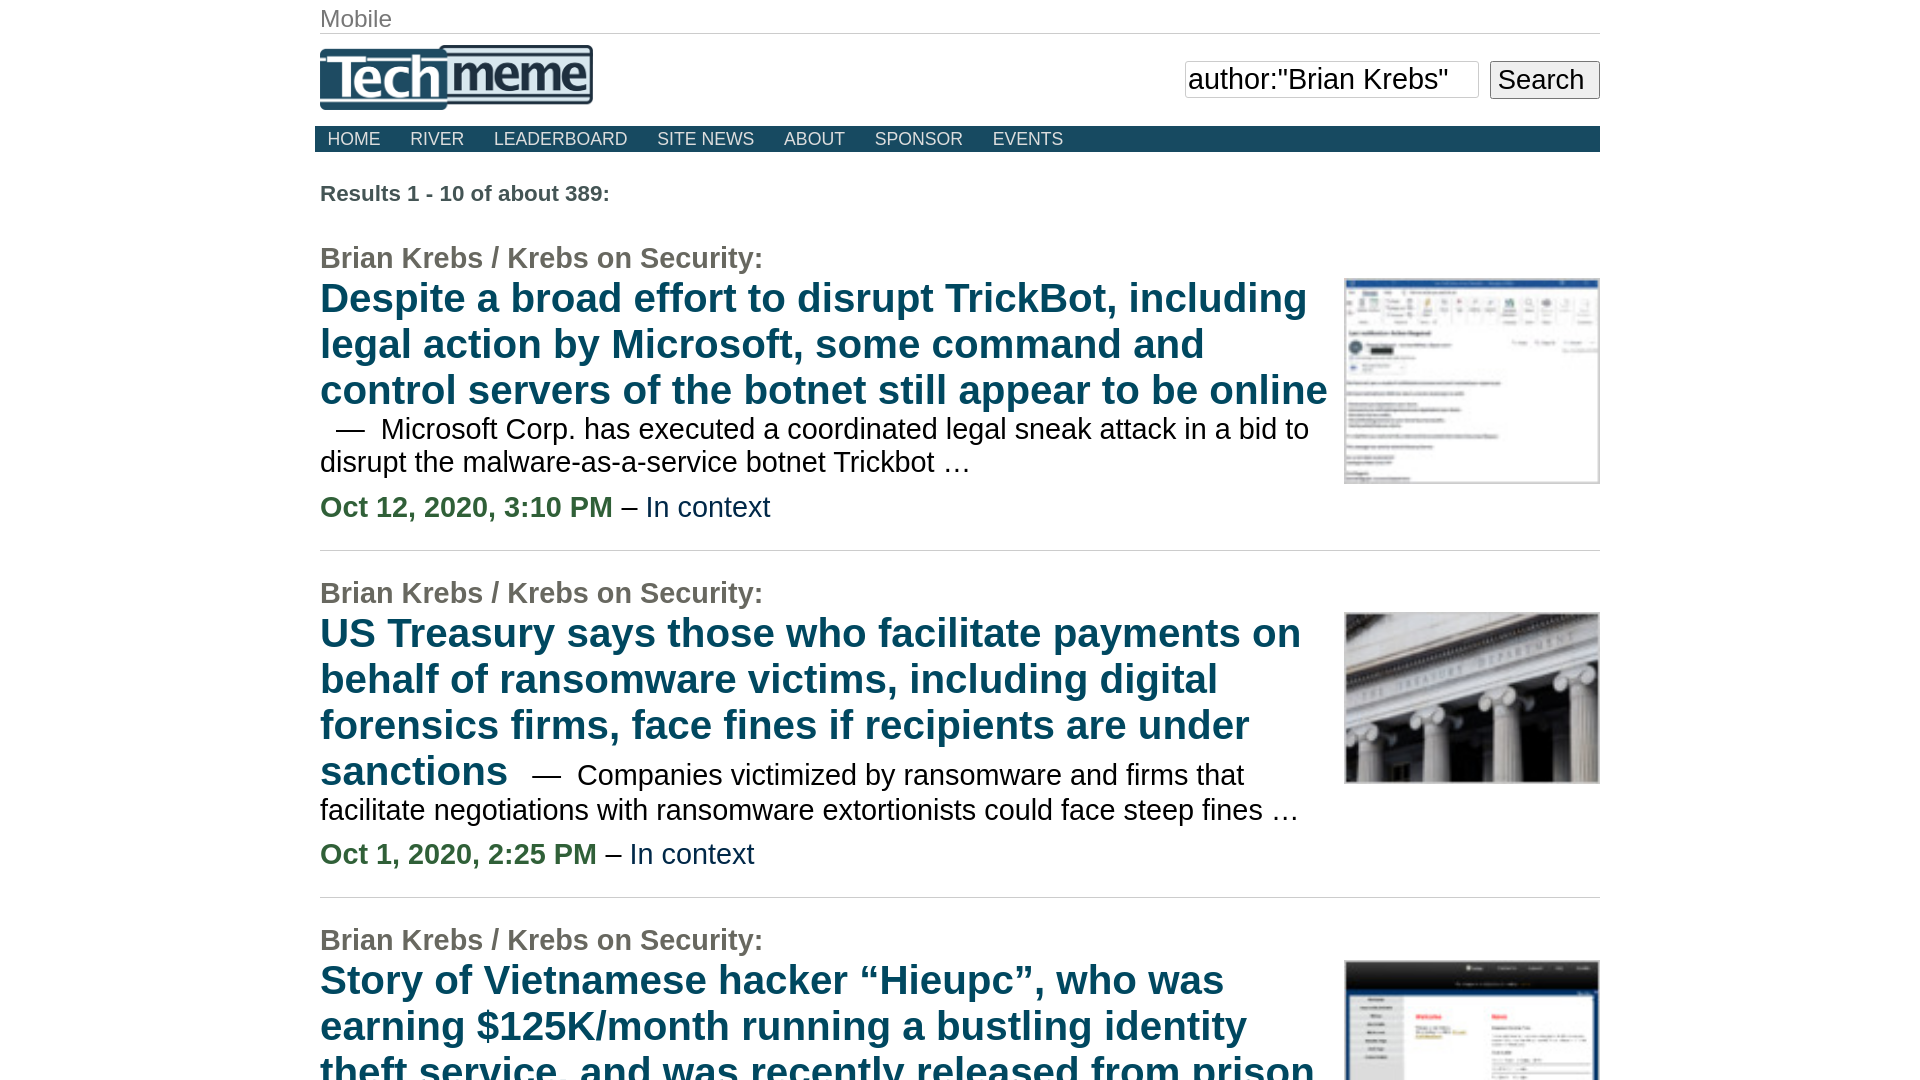 Mobile
Techmeme
author:"Brian Krebs"
Search
HOME RIVER LEADERBOARD SITE NEWS ABOUT SPONSOR EVENTS
Results 1 - 10 of about 389:
Brian Krebs / Krebs on Security:
Despite a broad effort to disrupt TrickBot, including
legal action by Microsoft, some command and
control servers of the botnet still appear to be online
— Microsoft Corp. has executed a coordinated legal sneak attack in a bid to
disrupt the malware-as-a-service botnet Trickbot …
Oct 12, 2020, 3:10 PM – In context
Brian Krebs / Krebs on Security:
US Treasury says those who facilitate payments on
behalf of ransomware victims, including digital
forensics firms, face fines if recipients are under
sanctions — Companies victimized by ransomware and firms that
facilitate negotiations with ransomware extortionists could face steep fines …
THE TREASURY DEPARTMENT
Oct 1, 2020, 2:25 PM – In context
Brian Krebs / Krebs on Security:
Story of Vietnamese hacker “Hieupc”, who was
earning $125K/month running a bustling identity
theft service, and was recently released from prison